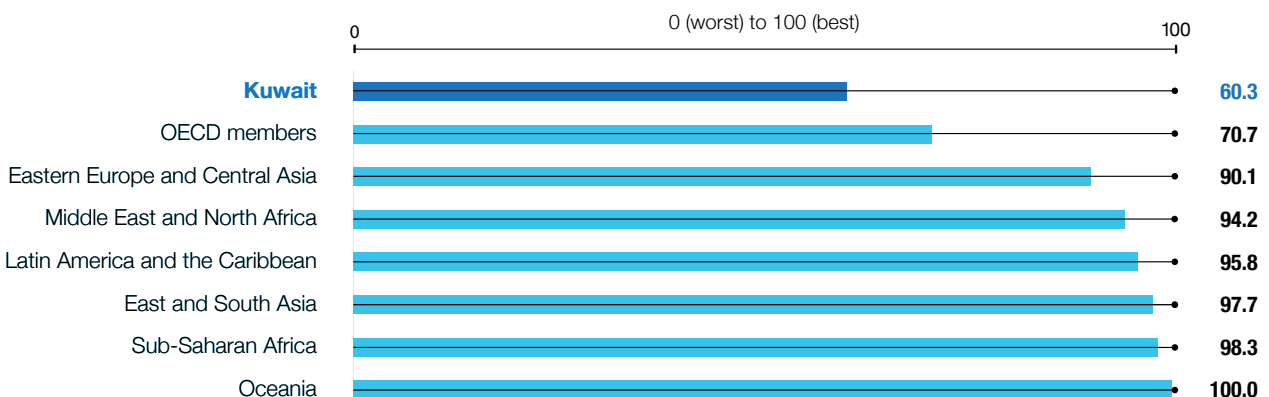 0 (worst) to 100 (best)
0 100
Kuwait 60.3
OECD members 70.7
Eastern Europe and Central Asia 90.1
Middle East and North Africa 94.2
Latin America and the Caribbean 95.8
East and South Asia 97.7
Sub-Saharan Africa 98.3
Oceania 100.0